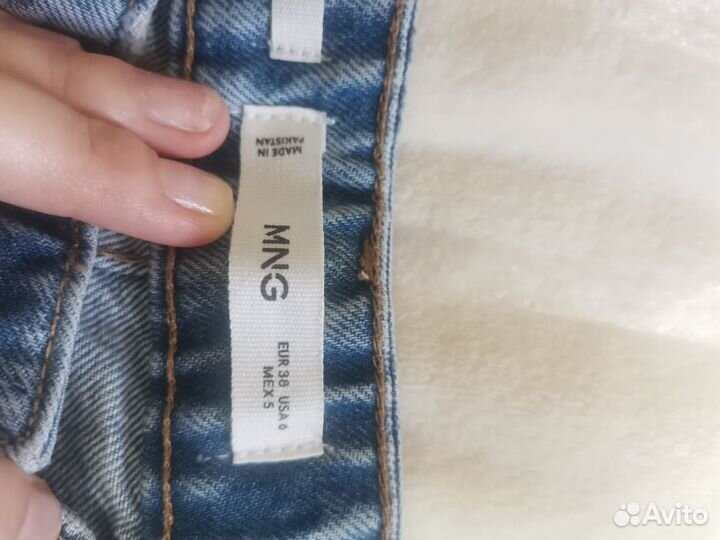 MADE IN
PAKISTAN
MNG
EUR 38 USA 6
MEX 5
Avito